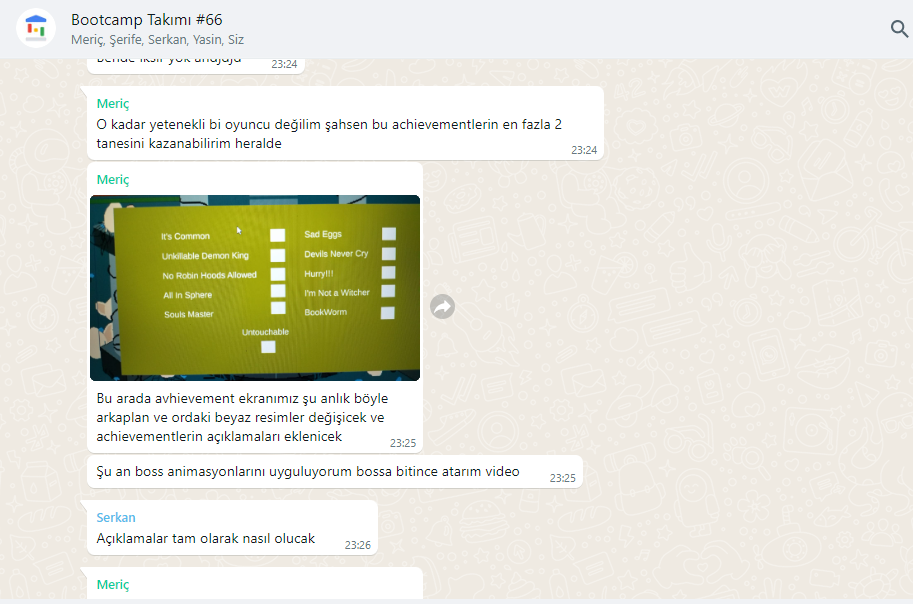 Bootcamp Takımı #66
Meriç, Şerife, Serkan, Yasin, Siz
23:24
Meriç
O kadar yetenekli bi oyuncu değilim şahsen bu achievementlerin en fazla 2
tanesini kazanabilirim heralde
23:24
Meriç
It's Common
Unkillable Demon King
No Robin Hoods Allowed
All In Sphere
Souls Master
Sad Eggs
Devils Never Cry
Hurry!!!
I'm Not a Witcher
BookWorm
Untouchable
Bu arada avhievement ekranımız şu anlık böyle
arkaplan ve ordaki beyaz resimler değişicek ve
achievementlerin açıklamaları eklenicek
23:25
Şu an boss animasyonlarını uyguluyorum bossa bitince atarım video
23:25
Serkan
Açıklamalar tam olarak nasıl olucak
23:26
Meriç